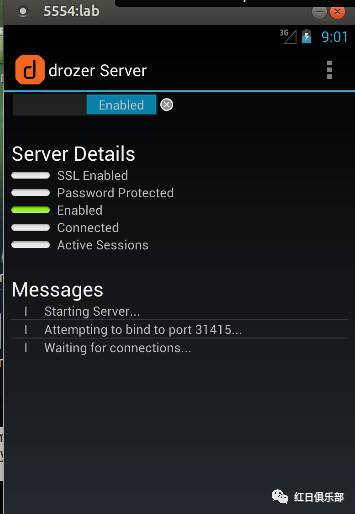 5554:lab
3G 9:01
d drozer Server
Enabled
Server Details
SSL Enabled
Password Protected
Enabled
Connected
Active Sessions
Messages
I Starting Server...
I Attempting to bind to port 31415...
I Waiting for connections...
红日俱乐部